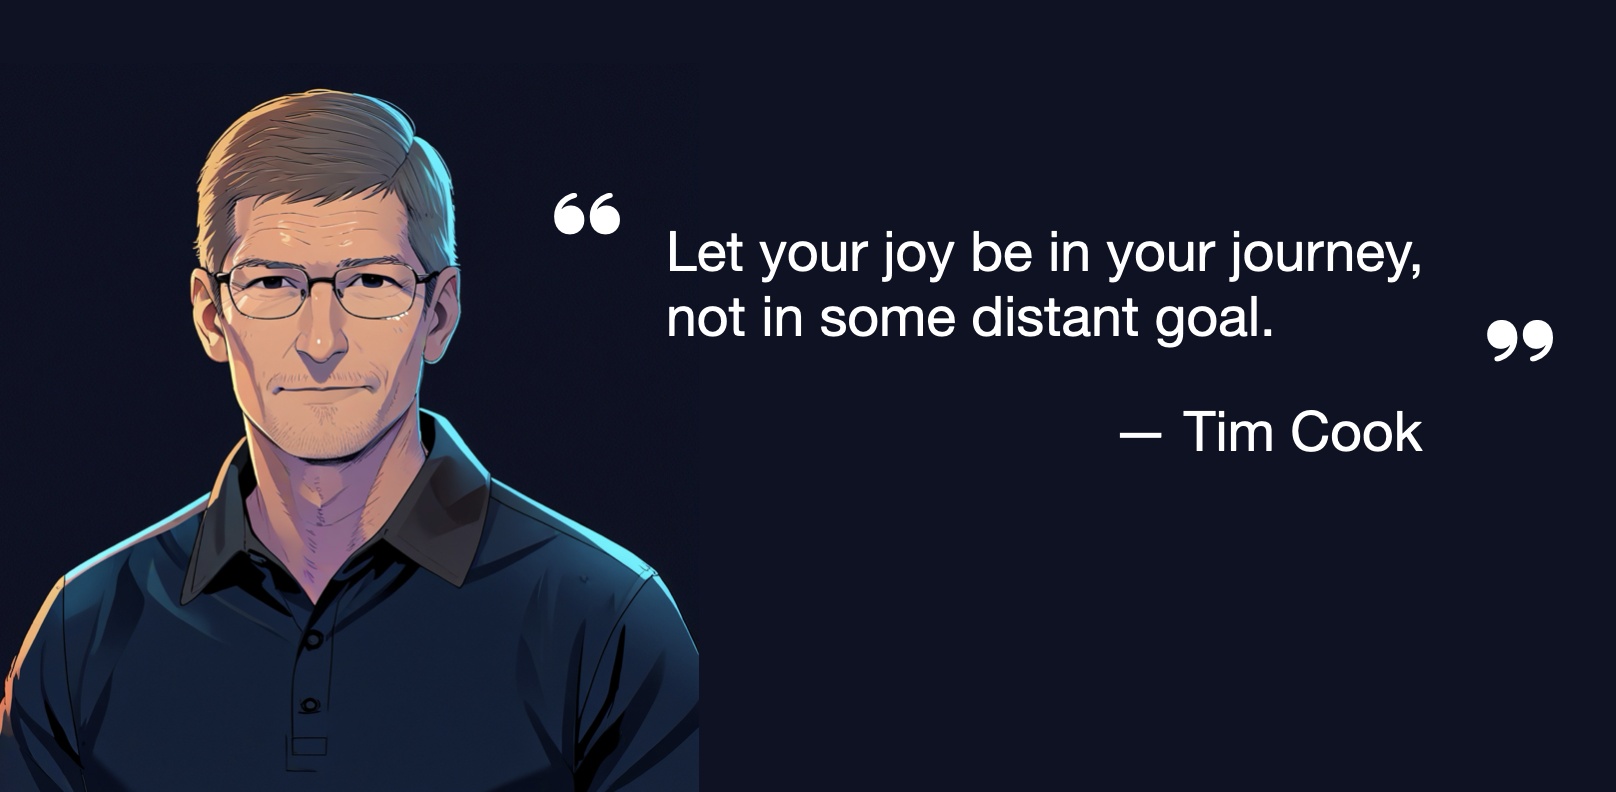 “
Let your joy be in your journey,
not in some distant goal.
”
— Tim Cook